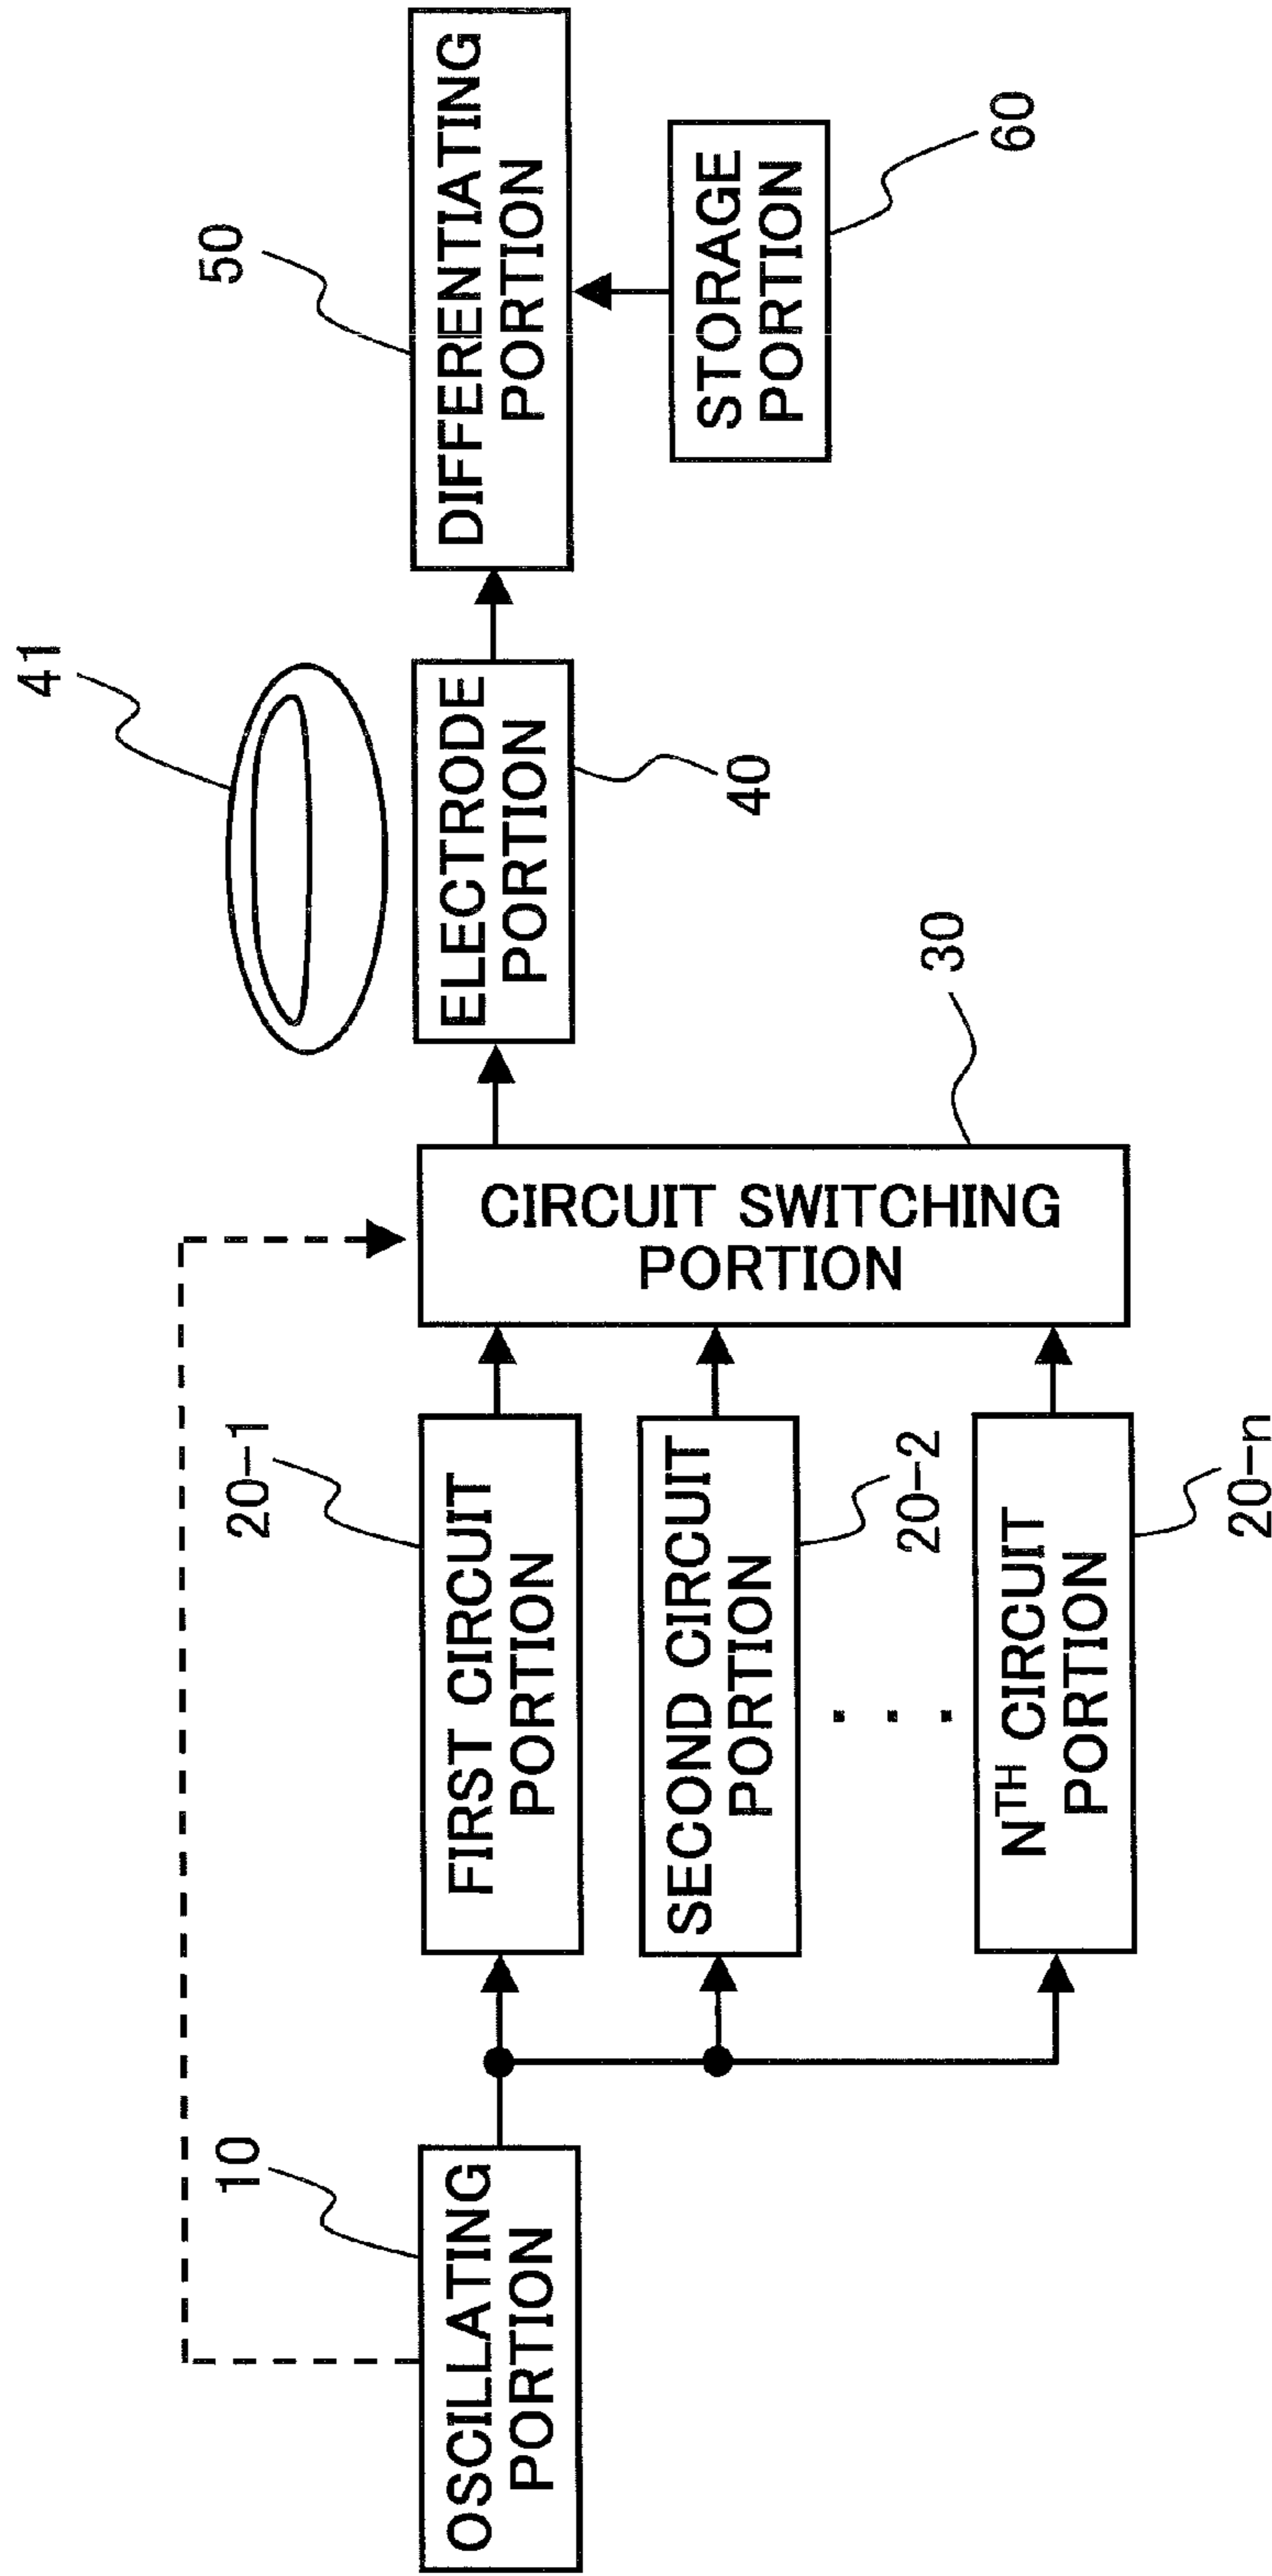 10
OSCILLATING
PORTION
20-1
FIRST CIRCUIT
PORTION
SECOND CIRCUIT
PORTION
20-2
. . .
NTH CIRCUIT
PORTION
20-n
CIRCUIT SWITCHING
PORTION
30
41
ELECTRODE
PORTION
40
50
DIFFERENTIATING
PORTION
STORAGE
PORTION
60